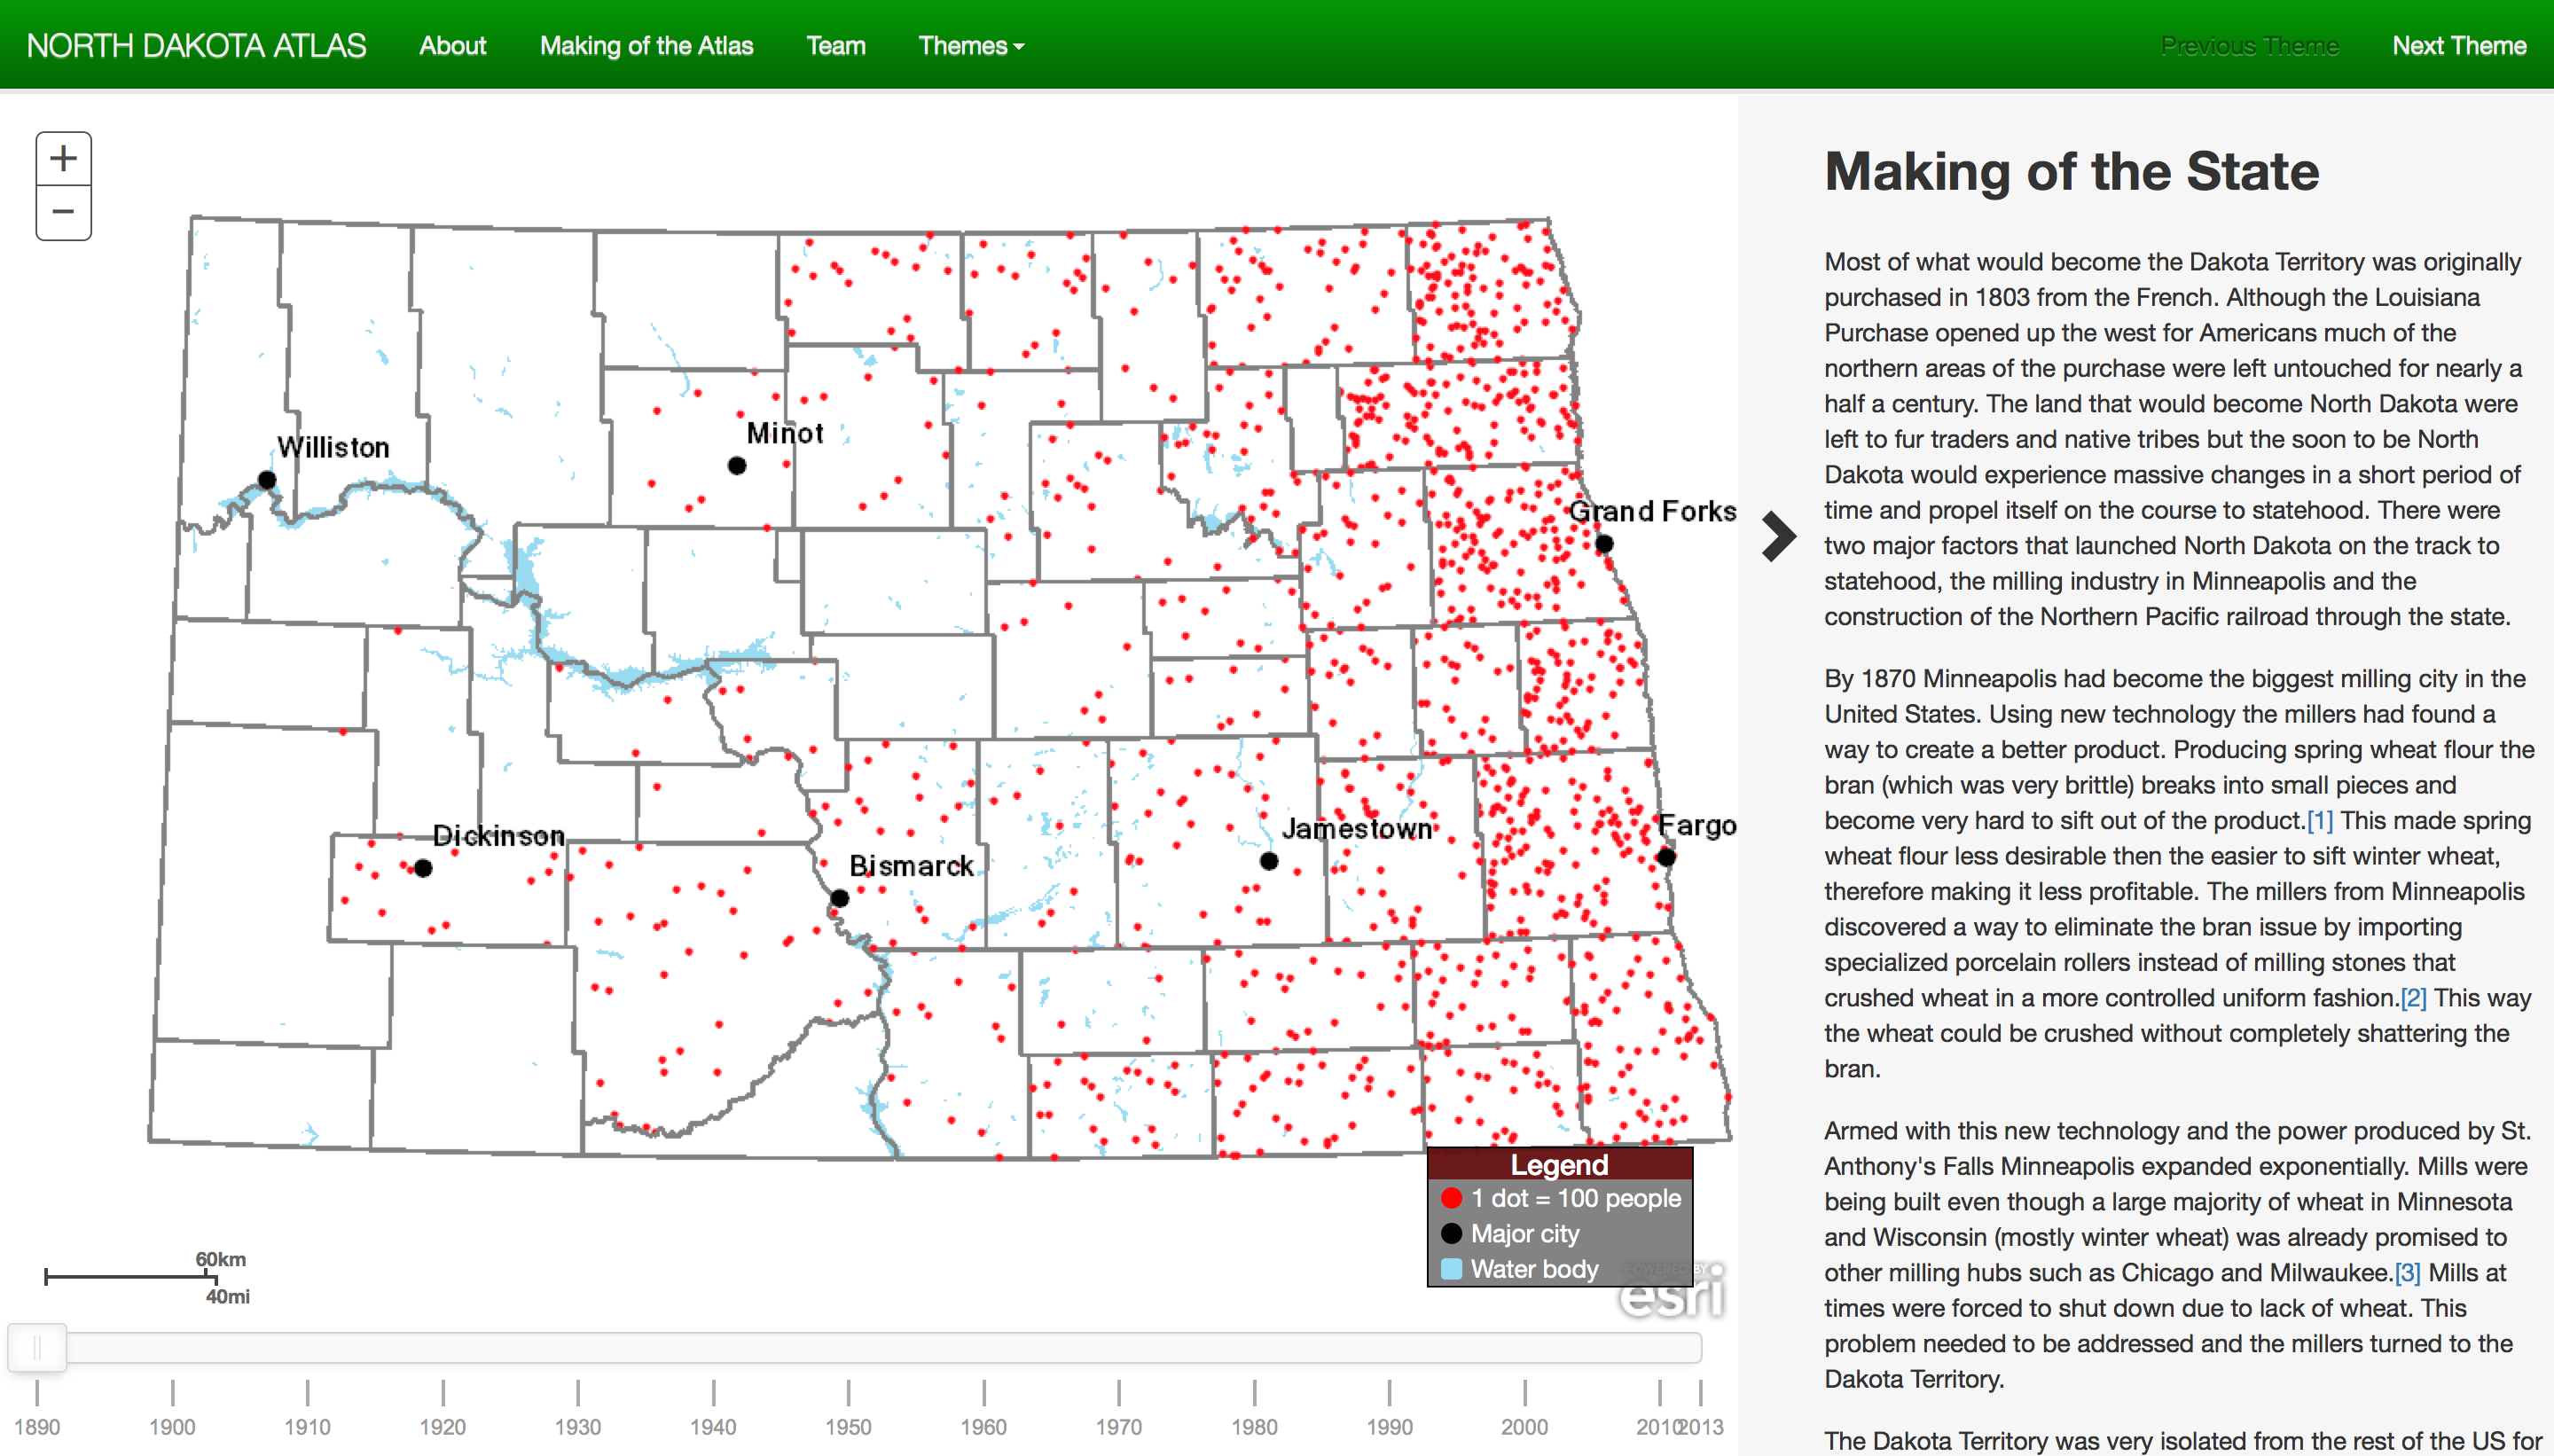 NORTH DAKOTA ATLAS About Making of the Atlas Team Themes Previous Theme Next Theme
+
−
Williston
Minot
Grand Forks
Dickinson
Bismarck
Jamestown
Fargo
Legend
1 dot = 100 people
Major city
Water body
POWERED BY
esri
60km
40mi
1890 1900 1910 1920 1930 1940 1950 1960 1970 1980 1990 2000 2010 2013
Making of the State
Most of what would become the Dakota Territory was originally
purchased in 1803 from the French. Although the Louisiana
Purchase opened up the west for Americans much of the
northern areas of the purchase were left untouched for nearly a
half a century. The land that would become North Dakota were
left to fur traders and native tribes but the soon to be North
Dakota would experience massive changes in a short period of
time and propel itself on the course to statehood. There were
two major factors that launched North Dakota on the track to
statehood, the milling industry in Minneapolis and the
construction of the Northern Pacific railroad through the state.
By 1870 Minneapolis had become the biggest milling city in the
United States. Using new technology the millers had found a
way to create a better product. Producing spring wheat flour the
bran (which was very brittle) breaks into small pieces and
become very hard to sift out of the product.[1] This made spring
wheat flour less desirable then the easier to sift winter wheat,
therefore making it less profitable. The millers from Minneapolis
discovered a way to eliminate the bran issue by importing
specialized porcelain rollers instead of milling stones that
crushed wheat in a more controlled uniform fashion.[2] This way
the wheat could be crushed without completely shattering the
bran.
Armed with this new technology and the power produced by St.
Anthony's Falls Minneapolis expanded exponentially. Mills were
being built even though a large majority of wheat in Minnesota
and Wisconsin (mostly winter wheat) was already promised to
other milling hubs such as Chicago and Milwaukee.[3] Mills at
times were forced to shut down due to lack of wheat. This
problem needed to be addressed and the millers turned to the
Dakota Territory.
The Dakota Territory was very isolated from the rest of the US for